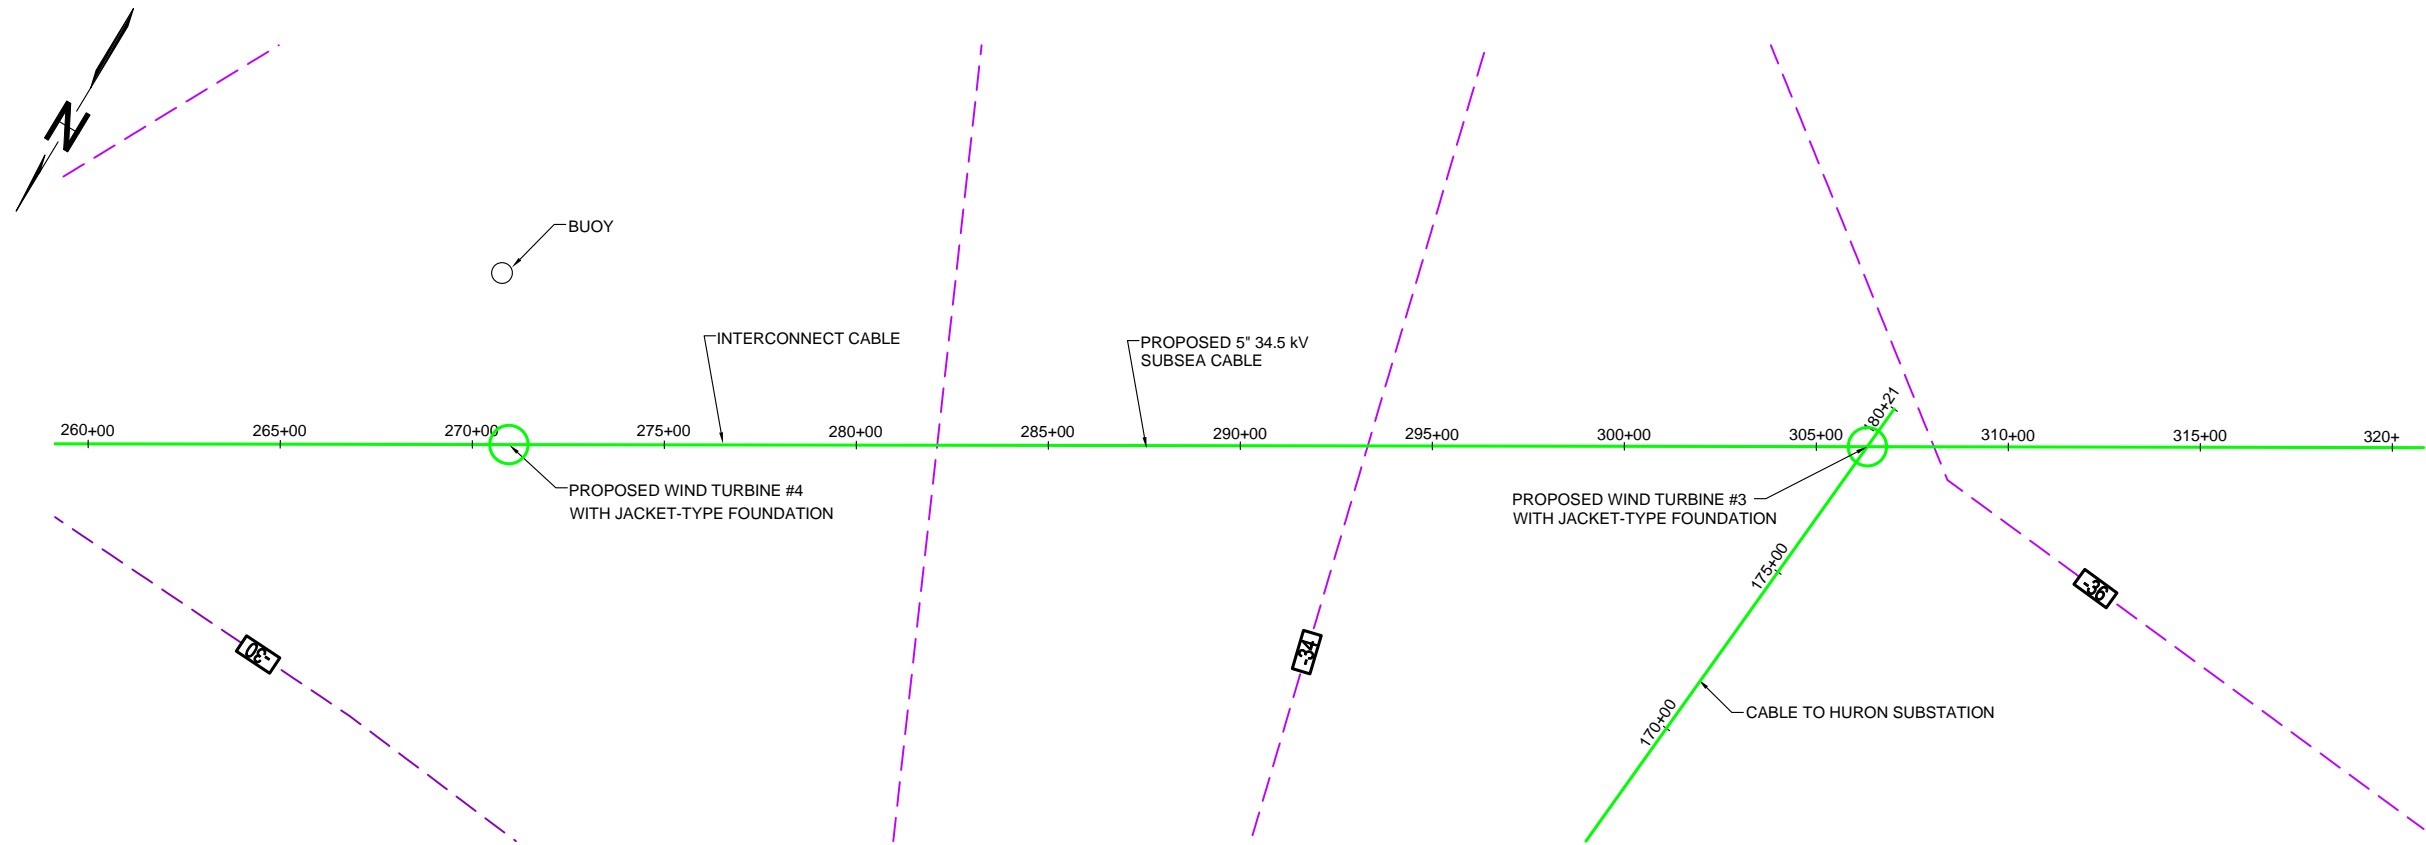 N
BUOY
INTERCONNECT CABLE
PROPOSED 5" 34.5 kV
SUBSEA CABLE
260+00
265+00
270+00
275+00
280+00
285+00
290+00
295+00
300+00
305+00
180+21
310+00
315+00
320+
PROPOSED WIND TURBINE #4
WITH JACKET-TYPE FOUNDATION
PROPOSED WIND TURBINE #3
WITH JACKET-TYPE FOUNDATION
175+00
-36
-30
-34
170+00
CABLE TO HURON SUBSTATION